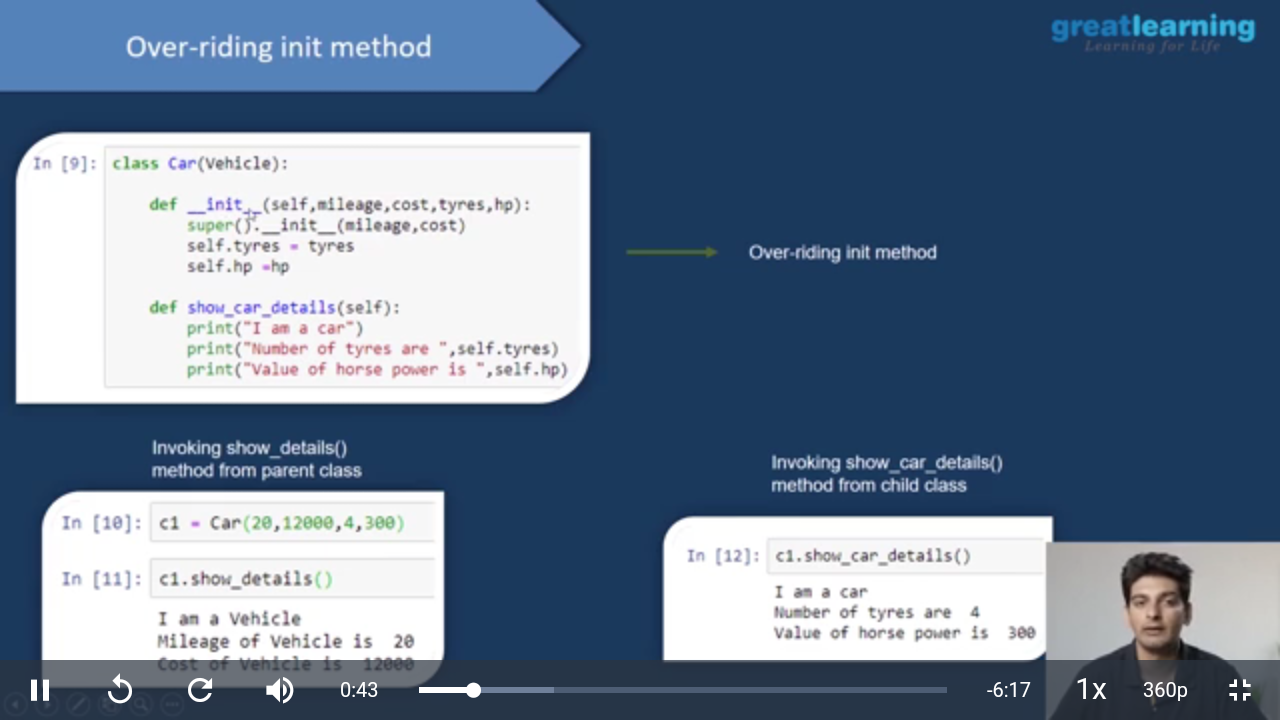 Over-riding init method
greatlearning
Learning for Life
In [9]: class Car(Vehicle):
def __init__(self,mileage,cost,tyres,hp):
super().__init__(mileage,cost)
self.tyres = tyres
self.hp =hp
Over-riding init method
def show_car_details(self):
print("I am a car")
print("Number of tyres are ",self.tyres)
print("Value of horse power is ",self.hp)
Invoking show_details()
method from parent class
In [10]: c1 = Car(20,12000,4,300)
In [11]: c1.show_details()
I am a Vehicle
Mileage of Vehicle is  20
Cost of Vehicle is  12000
Invoking show_car_details()
method from child class
In [12]: c1.show_car_details()
I am a car
Number of tyres are  4
Value of horse power is  300
0:43
-6:17
1x
360p